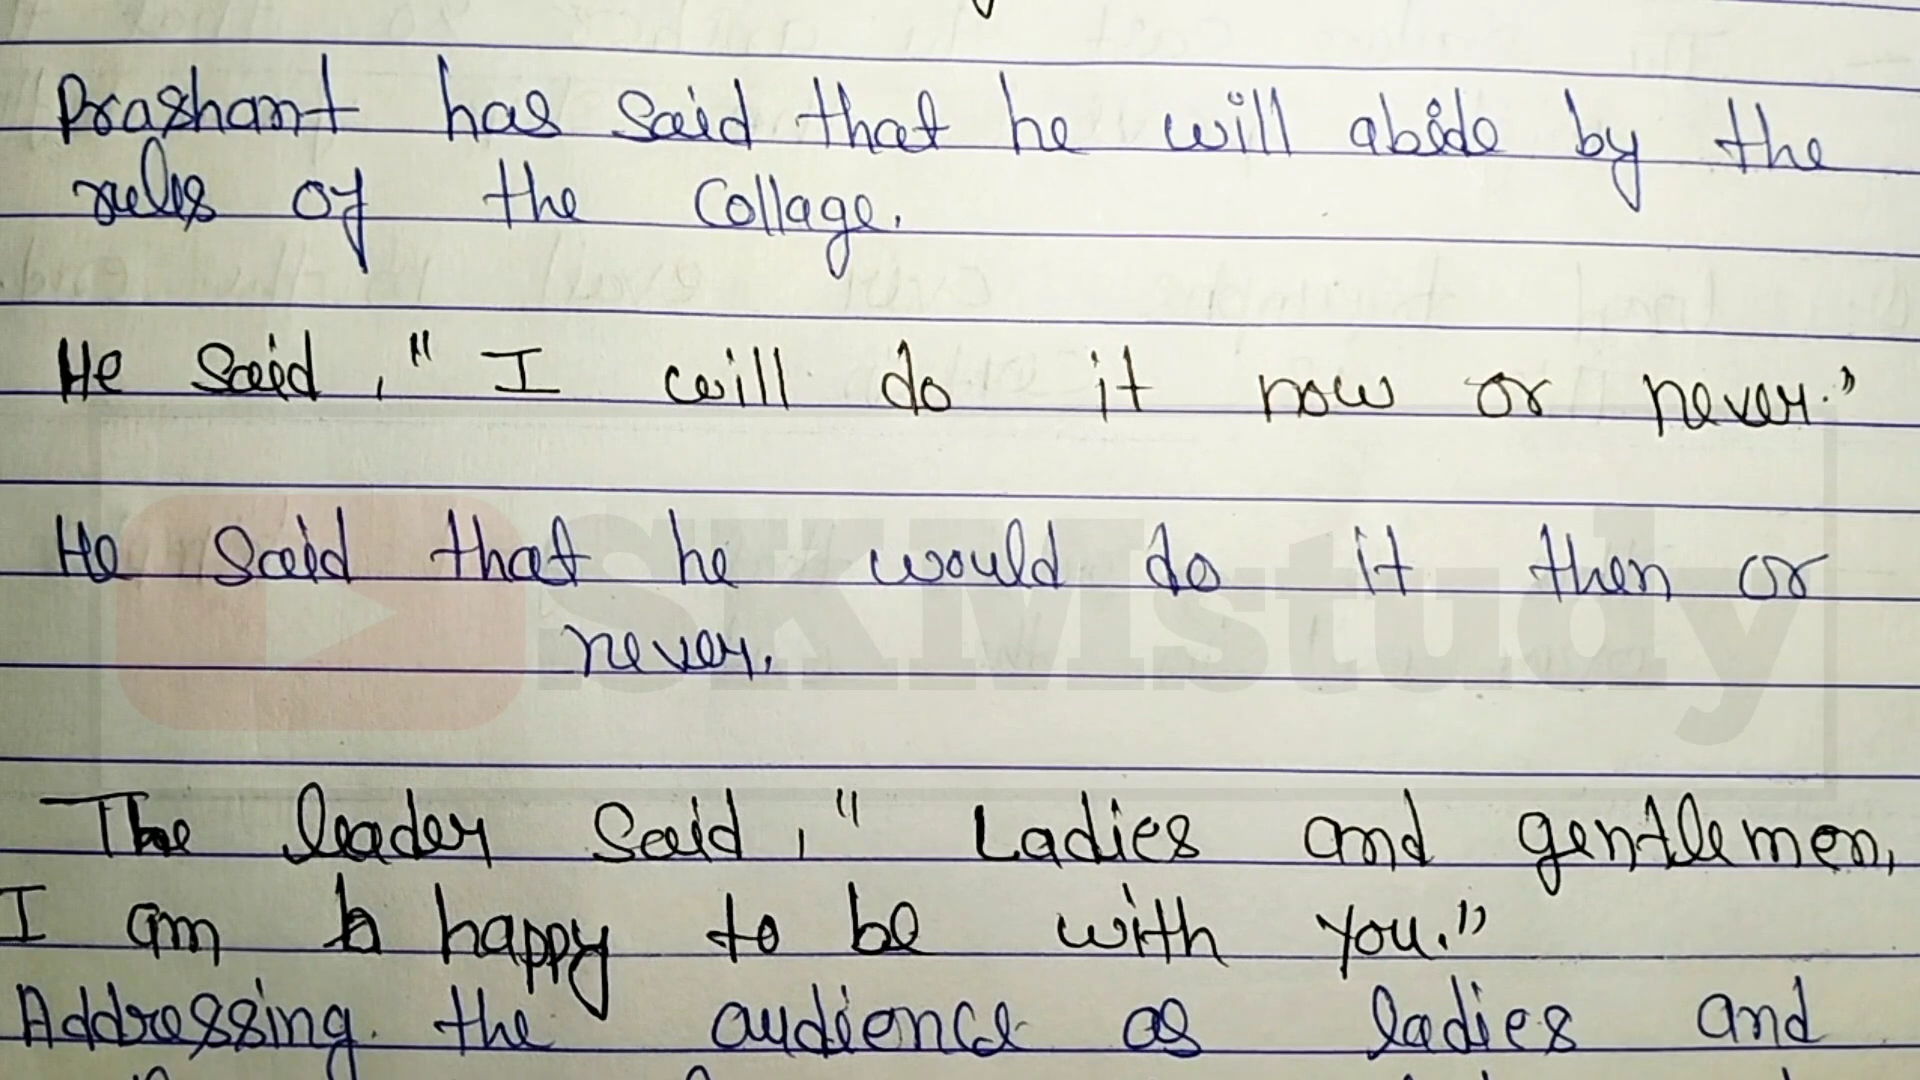 Prashant has said that he will abide by the
rules of the Collage.
He said, " I will do it now or never."
He said that he would do it then or
never.
SKMstudy
The leader said, " Ladies and gentlemen,
I am h happy to be with you."
Addressing the audience as ladies and